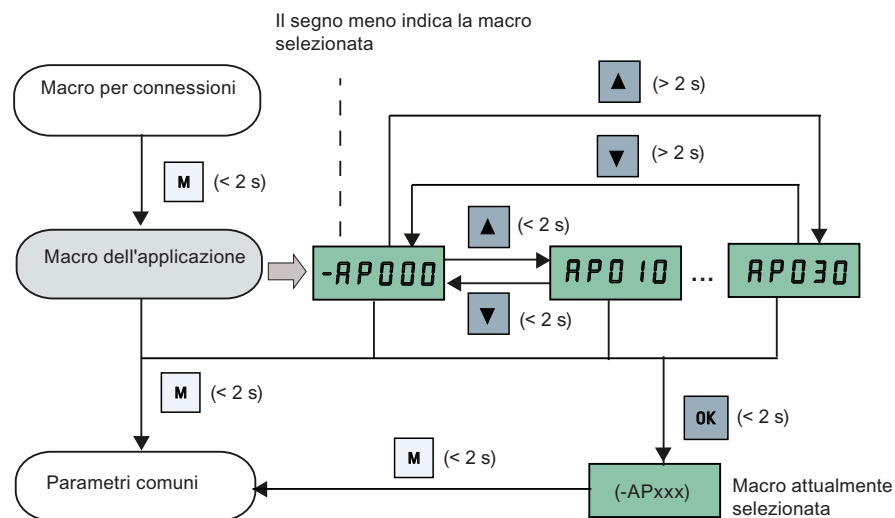 Il segno meno indica la macro
selezionata
Macro per connessioni
▲ (> 2 s)
▼ (> 2 s)
M (< 2 s)
▲ (< 2 s)
Macro dell'applicazione
-AP000
AP010
...
AP030
▼ (< 2 s)
M (< 2 s)
OK (< 2 s)
M (< 2 s)
Parametri comuni
(-APxxx)
Macro attualmente
selezionata